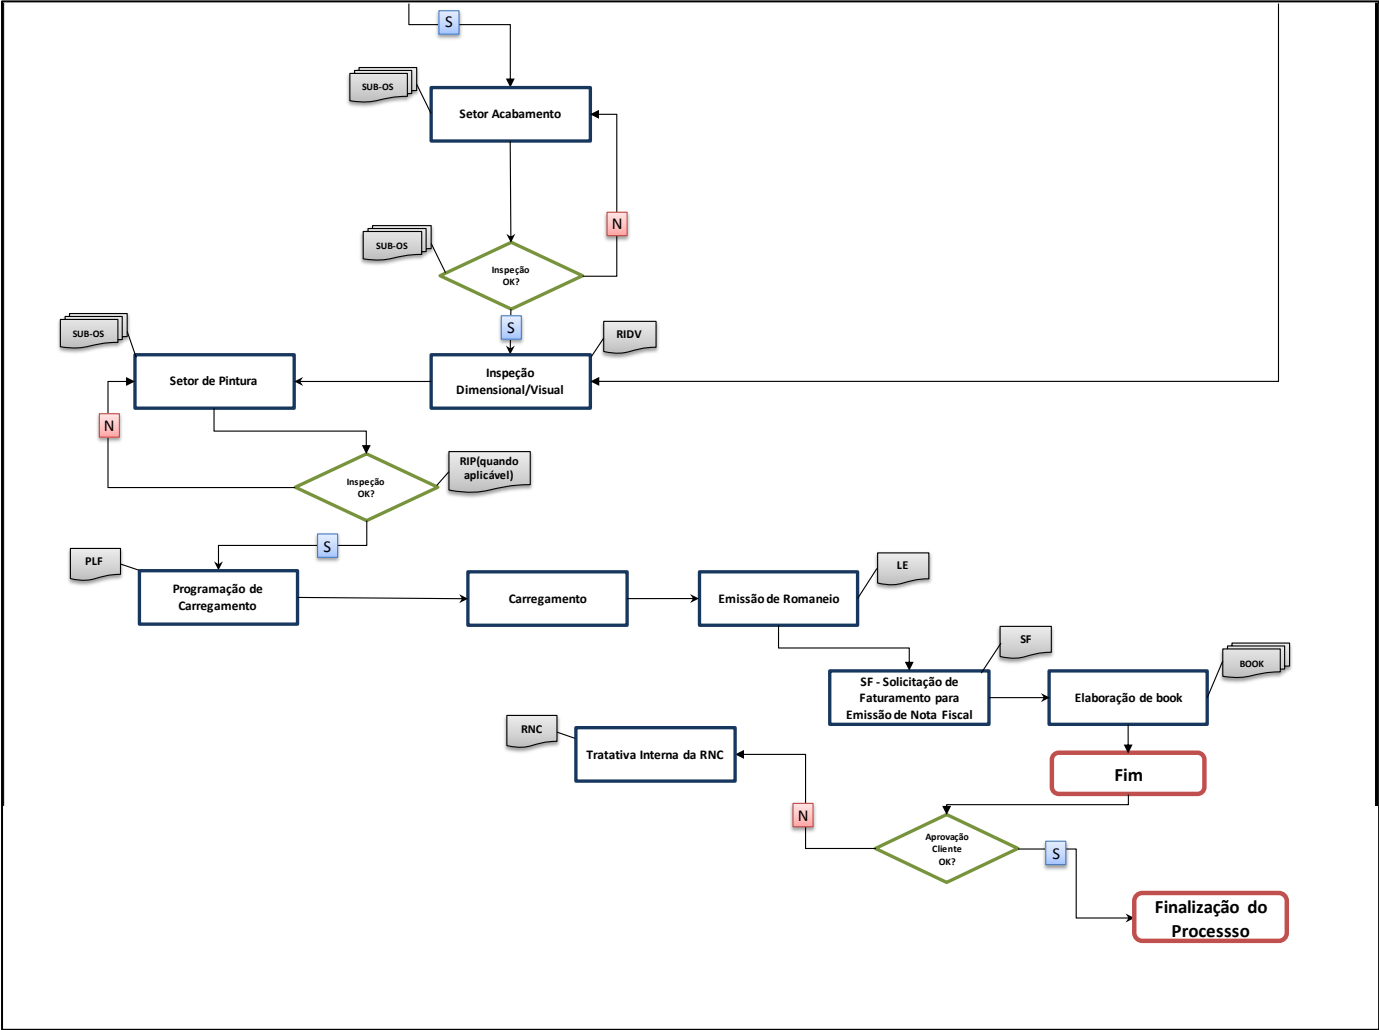 S
SUB-OS
Setor Acabamento
N
SUB-OS
Inspeção
OK?
S
RIDV
SUB-OS
Setor de Pintura
Inspeção
Dimensional/Visual
N
RIP(quando
aplicável)
Inspeção
OK?
S
PLF
LE
Programação de
Carregamento
Carregamento
Emissão de Romaneio
SF
BOOK
SF - Solicitação de
Faturamento para
Emissão de Nota Fiscal
Elaboração de book
RNC
Tratativa Interna da RNC
Fim
N
Aprovação
Cliente
OK?
S
Finalização do
Processso